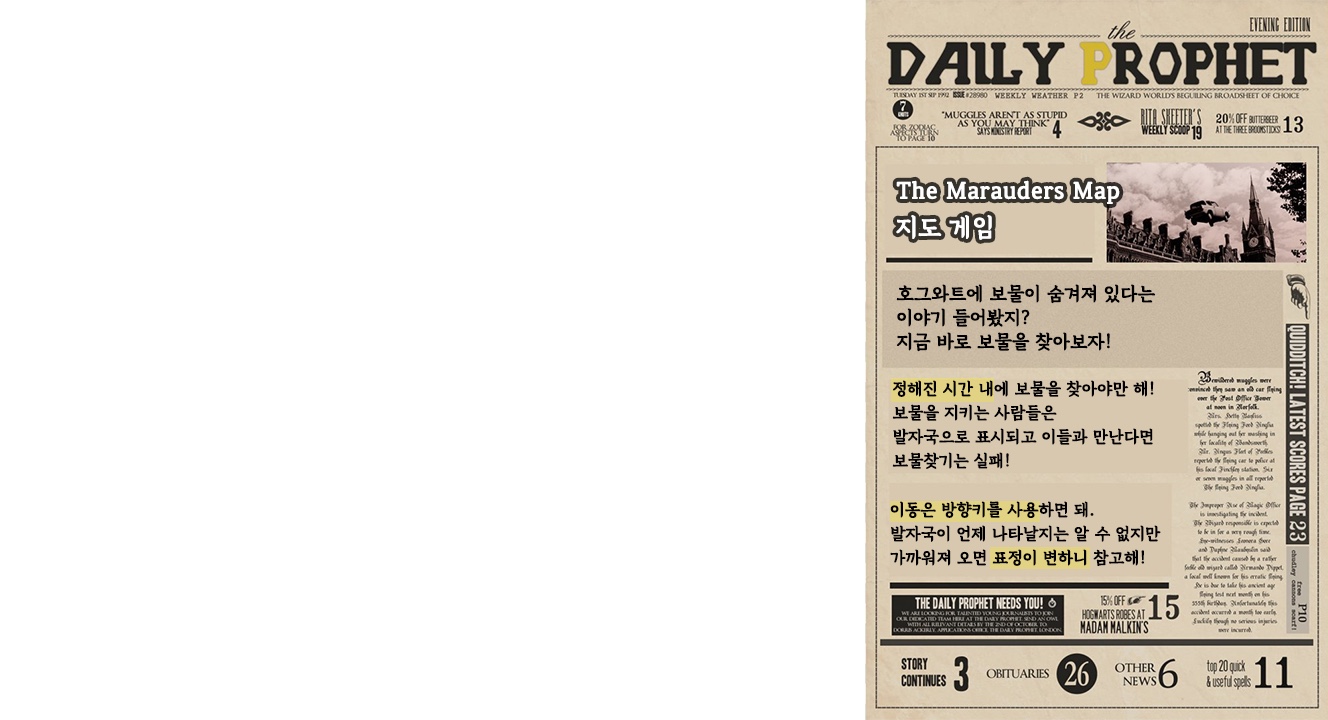 EVENING EDITION
the
DAILY PROPHET
TUESDAY 1ST SEP 1992 ISSUE #28980 WEEKLY WEATHER P2 THE WIZARD WORLD'S BEGUILING BROADSHEET OF CHOICE
7
KNUTS
FOR ZODIAC
ASPECTS TURN
TO PAGE 10
"MUGGLES AREN'T AS STUPID
AS YOU MAY THINK"
SAYS MINISTRY REPORT 4
RITA SKEETER'S
WEEKLY SCOOP 19
20% OFF BUTTERBEER
AT THE THREE BROOMSTICKS! 13
The Marauders Map
지도 게임
호그와트에 보물이 숨겨져 있다는
이야기 들어봤지?
지금 바로 보물을 찾아보자!
정해진 시간 내에 보물을 찾아야만 해!
보물을 지키는 사람들은
발자국으로 표시되고 이들과 만난다면
보물찾기는 실패!
이동은 방향키를 사용하면 돼.
발자국이 언제 나타날지는 알 수 없지만
가까워져 오면 표정이 변하니 참고해!
QUIDDITCH! LATEST SCORES PAGE 23
chudley cannons scarf!
free P10
Bewildered muggles were
convinced they saw an old car flying
over the Post Office Tower
at noon in Norfolk.
Mrs. Hetty Bayliss
spotted the Flying Ford Anglia
while hanging out her washing in
her locality of Wandsworth.
Mr. Angus Fleet of Peebles
reported the flying car to police at
his local Finchley station. Six
or seven muggles in all reported
The flying Ford Anglia.
The Improper Use of Magic Office
is investigating the incident.
The Wizard responsible is expected
to be in for a very rough time.
Eye-witnesses
that the accident caused by a rather
feeble old wizard called Armando Dippet,
a local well known for his erratic flying.
He is due to take his ancient age
flying test next month on his
555th birthday. Unfortunately this
accident occurred a month too early.
Luckily though no serious injuries
were incurred.
THE DAILY PROPHET NEEDS YOU!
WE ARE LOOKING FOR TALENTED YOUNG JOURNALISTS TO JOIN
OUR DEDICATED TEAM HERE AT THE DAILY PROPHET. SEND AN OWL
WITH ALL RELEVANT DETAILS BY THE 2ND OF OCTOBER, TO
DORRIS ACKERLY, APPLICATIONS OFFICE, THE DAILY PROPHET, LONDON.
15% OFF
HOGWARTS ROBES AT
MADAM MALKIN'S 15
STORY
CONTINUES 3
OBITUARIES 26
OTHER
NEWS 6
top 20 quick
& useful spells 11